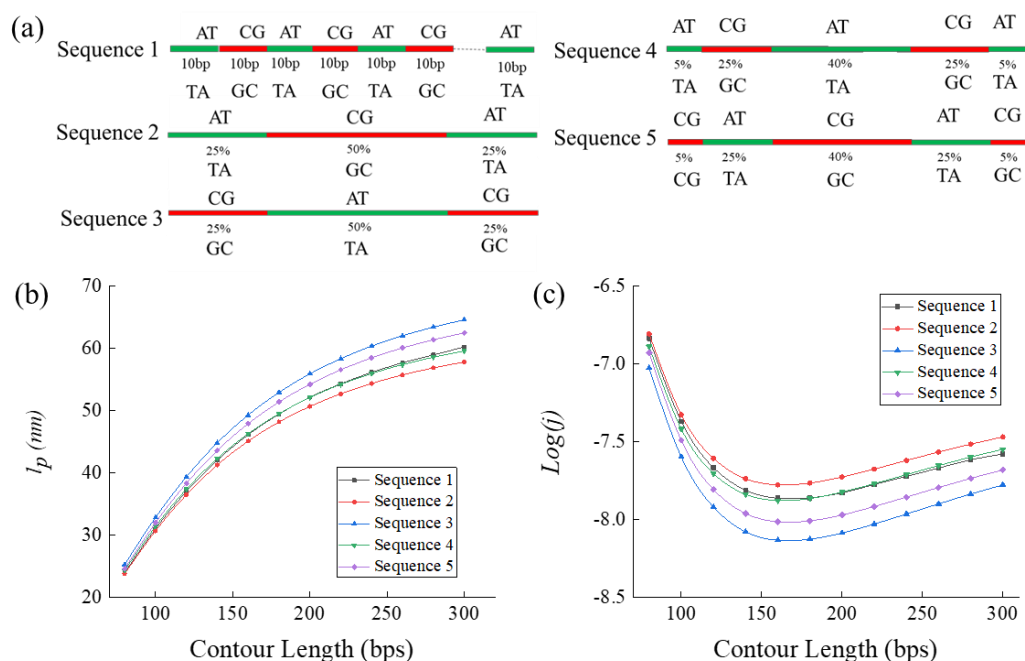 (a)
AT CG AT CG AT CG AT
Sequence 1
10bp 10bp 10bp 10bp 10bp 10bp 10bp
TA GC TA GC TA GC TA
AT CG AT
Sequence 2
25% 50% 25%
TA GC TA
CG AT CG
Sequence 3
25% 50% 25%
GC TA GC
AT CG AT CG AT
Sequence 4
5% 25% 40% 25% 5%
TA GC TA GC TA
CG AT CG AT CG
Sequence 5
5% 25% 40% 25% 5%
CG TA GC TA GC
(b)
70
60
50
40
30
20
lp (nm)
100 150 200 250 300
Contour Length (bps)
Sequence 1
Sequence 2
Sequence 3
Sequence 4
Sequence 5
(c)
-6.5
-7.0
-7.5
-8.0
-8.5
Log(j)
100 150 200 250 300
Contour Length (bps)
Sequence 1
Sequence 2
Sequence 3
Sequence 4
Sequence 5